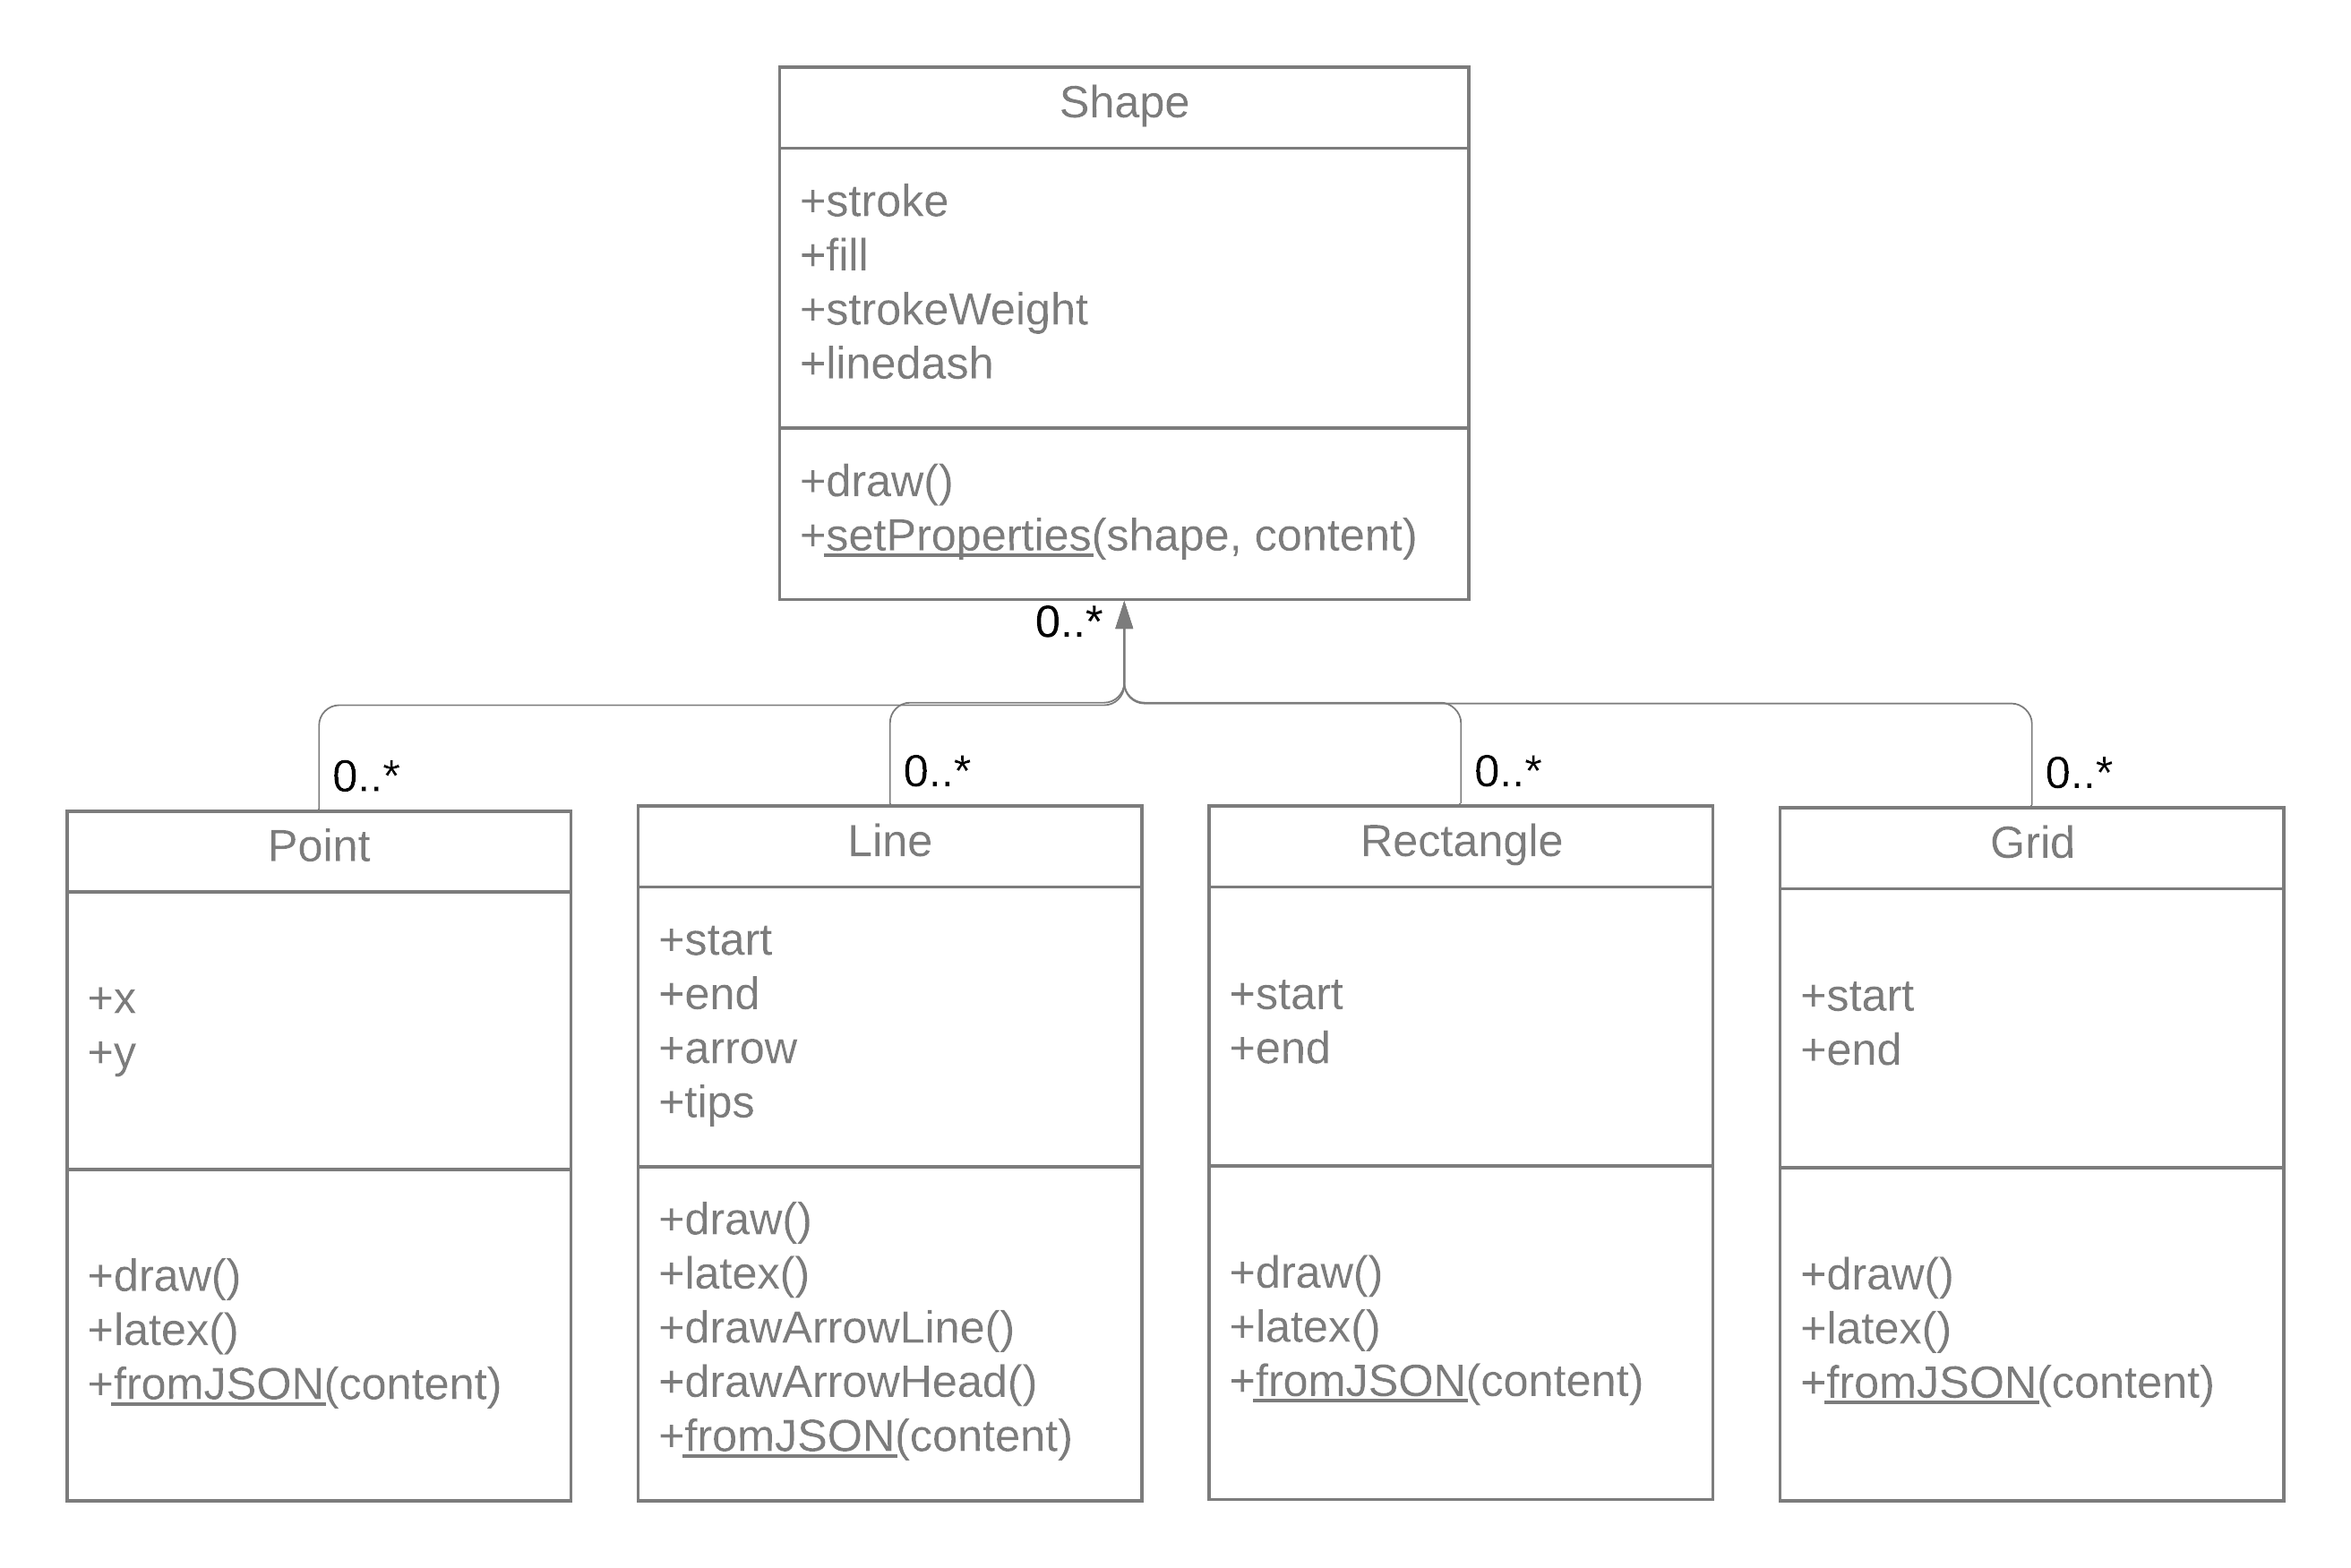 Shape
+stroke
+fill
+strokeWeight
+linedash
+draw()
+setProperties(shape, content)
0..*
0..*
0..*
0..*
0..*
Point
+x
+y
+draw()
+latex()
+fromJSON(content)
Line
+start
+end
+arrow
+tips
+draw()
+latex()
+drawArrowLine()
+drawArrowHead()
+fromJSON(content)
Rectangle
+start
+end
+draw()
+latex()
+fromJSON(content)
Grid
+start
+end
+draw()
+latex()
+fromJSON(content)